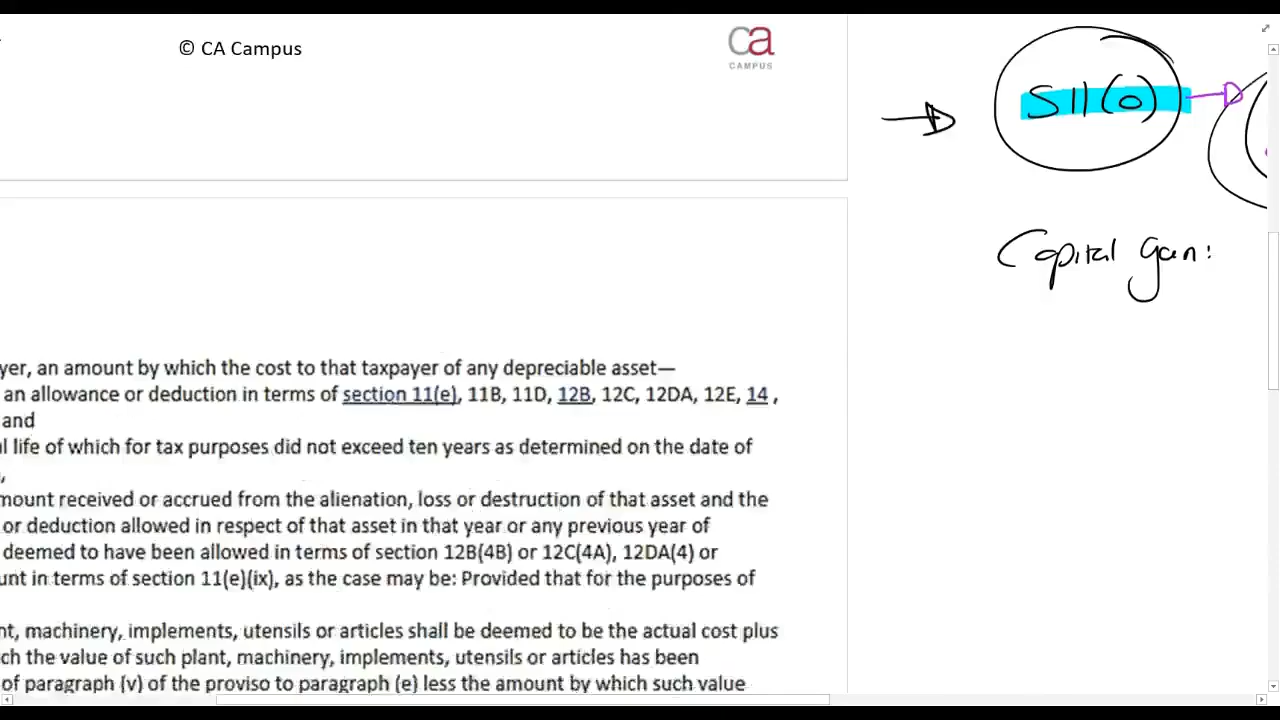 © CA Campus
ca
CAMPUS
S11(o)
Capital gain:
yer, an amount by which the cost to that taxpayer of any depreciable asset—
an allowance or deduction in terms of section 11(e), 11B, 11D, 12B, 12C, 12DA, 12E, 14 ,
and
l life of which for tax purposes did not exceed ten years as determined on the date of
mount received or accrued from the alienation, loss or destruction of that asset and the
or deduction allowed in respect of that asset in that year or any previous year of
deemed to have been allowed in terms of section 12B(4B) or 12C(4A), 12DA(4) or
unt in terms of section 11(e)(ix), as the case may be: Provided that for the purposes of
nt, machinery, implements, utensils or articles shall be deemed to be the actual cost plus
ch the value of such plant, machinery, implements, utensils or articles has been
of paragraph (v) of the proviso to paragraph (e) less the amount by which such value